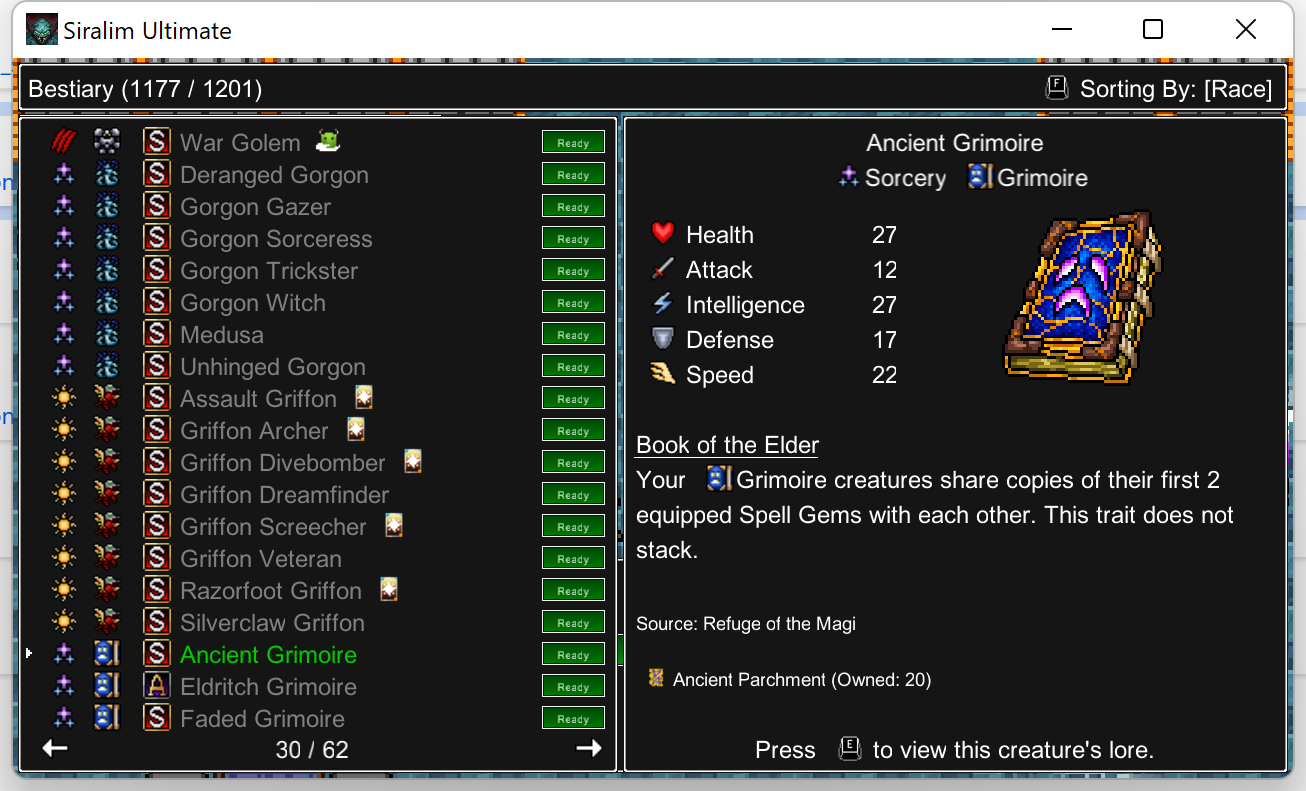 Siralim Ultimate
Bestiary (1177 / 1201)
F Sorting By: [Race]
S War Golem Ready
S Deranged Gorgon Ready
S Gorgon Gazer Ready
S Gorgon Sorceress Ready
S Gorgon Trickster Ready
S Gorgon Witch Ready
S Medusa Ready
S Unhinged Gorgon Ready
S Assault Griffon Ready
S Griffon Archer Ready
S Griffon Divebomber Ready
S Griffon Dreamfinder Ready
S Griffon Screecher Ready
S Griffon Veteran Ready
S Razorfoot Griffon Ready
S Silverclaw Griffon Ready
S Ancient Grimoire Ready
A Eldritch Grimoire Ready
S Faded Grimoire Ready
30 / 62
Ancient Grimoire
Sorcery Grimoire
Health 27
Attack 12
Intelligence 27
Defense 17
Speed 22
Book of the Elder
Your Grimoire creatures share copies of their first 2
equipped Spell Gems with each other. This trait does not
stack.
Source: Refuge of the Magi
Ancient Parchment (Owned: 20)
Press E to view this creature's lore.